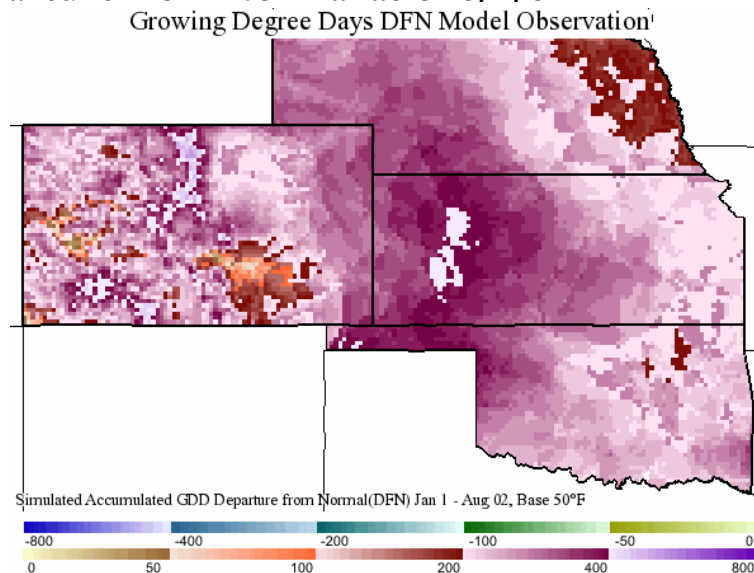 Growing Degree Days DFN Model Observation
Simulated Accumulated GDD Departure from Normal(DFN) Jan 1 - Aug 02, Base 50°F
-800 -400 -200 -100 -50 0
0 50 100 200 400 800